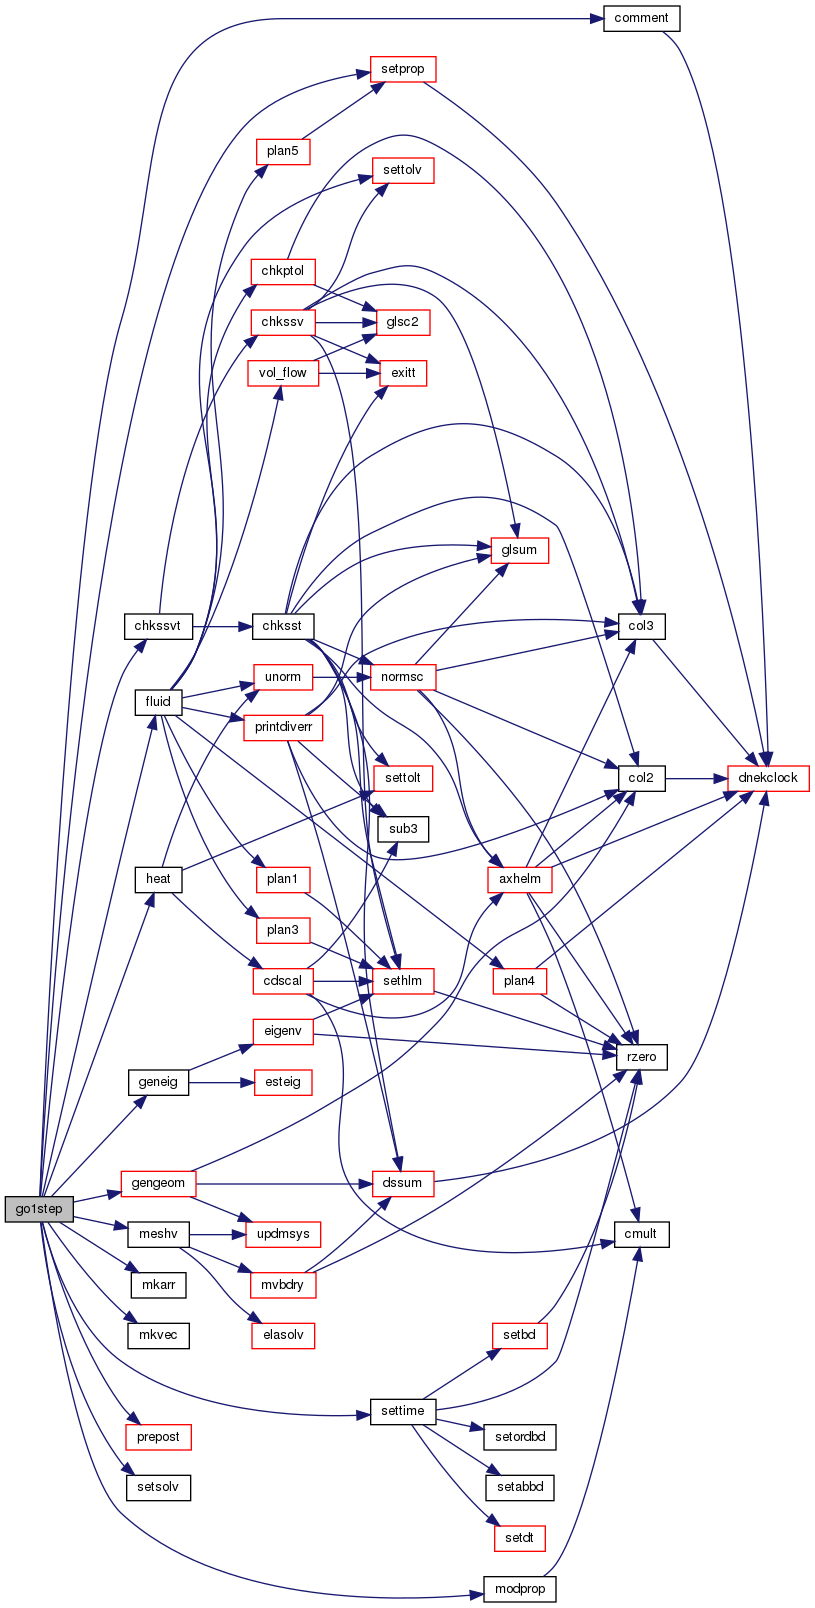 comment
setprop
plan5
settolv
chkptol
chkssv
glsc2
vol_flow
exitt
glsum
chkssvt
chksst
col3
unorm
normsc
fluid
printdiverr
settolt
col2
dnekclock
sub3
heat
plan1
axhelm
plan3
cdscal
sethlm
plan4
eigenv
rzero
geneig
esteig
gengeom
dssum
go1step
meshv
updmsys
cmult
mkarr
mvbdry
mkvec
elasolv
setbd
settime
prepost
setordbd
setsolv
setabbd
setdt
modprop